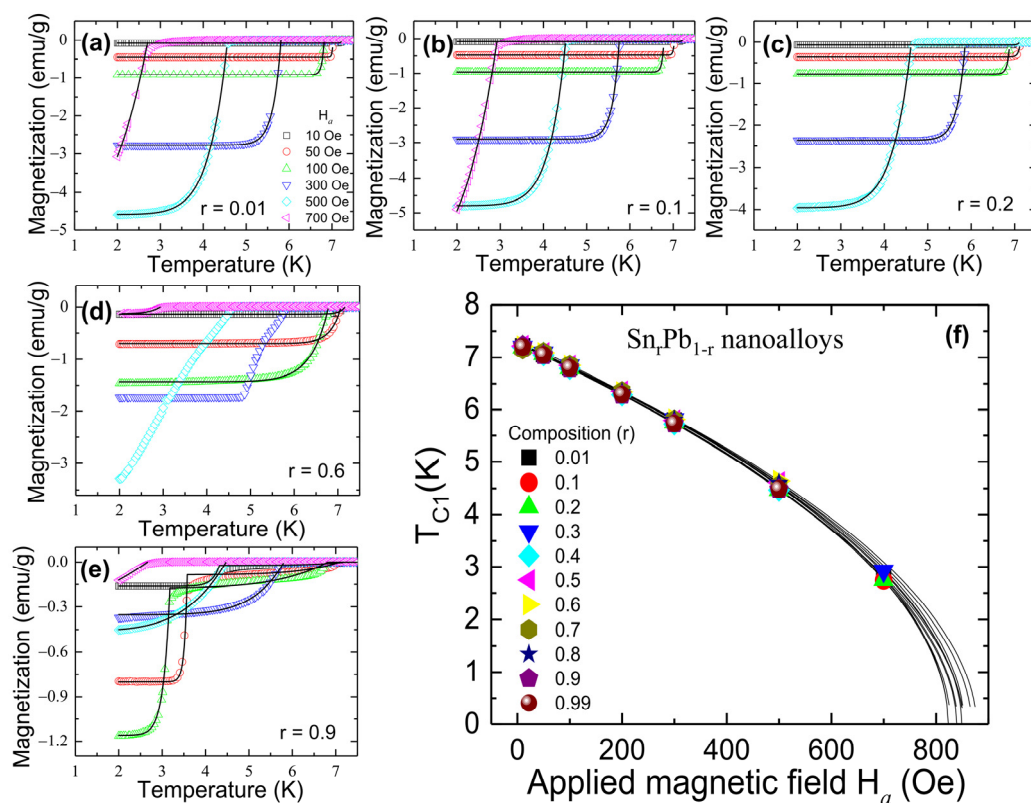 (a)
Magnetization (emu/g)
0
−1
−2
−3
−4
−5
H_a
10 Oe
50 Oe
100 Oe
300 Oe
500 Oe
700 Oe
r = 0.01
1 2 3 4 5 6 7
Temperature (K)
(b)
Magnetization (emu/g)
0
−1
−2
−3
−4
−5
r = 0.1
1 2 3 4 5 6 7
Temperature (K)
(c)
Magnetization (emu/g)
0
−1
−2
−3
−4
r = 0.2
1 2 3 4 5 6 7
Temperature (K)
(d)
Magnetization (emu/g)
0
−1
−2
−3
r = 0.6
1 2 3 4 5 6 7
Temperature (K)
(e)
Magnetization (emu/g)
0.0
−0.3
−0.6
−0.9
−1.2
r = 0.9
1 2 3 4 5 6 7
Temperature (K)
(f)
Sn_rPb_{1-r} nanoalloys
T_{C1}(K)
8
7
6
5
4
3
2
1
0
Composition (r)
0.01
0.1
0.2
0.3
0.4
0.5
0.6
0.7
0.8
0.9
0.99
0 200 400 600 800
Applied magnetic field H_a (Oe)